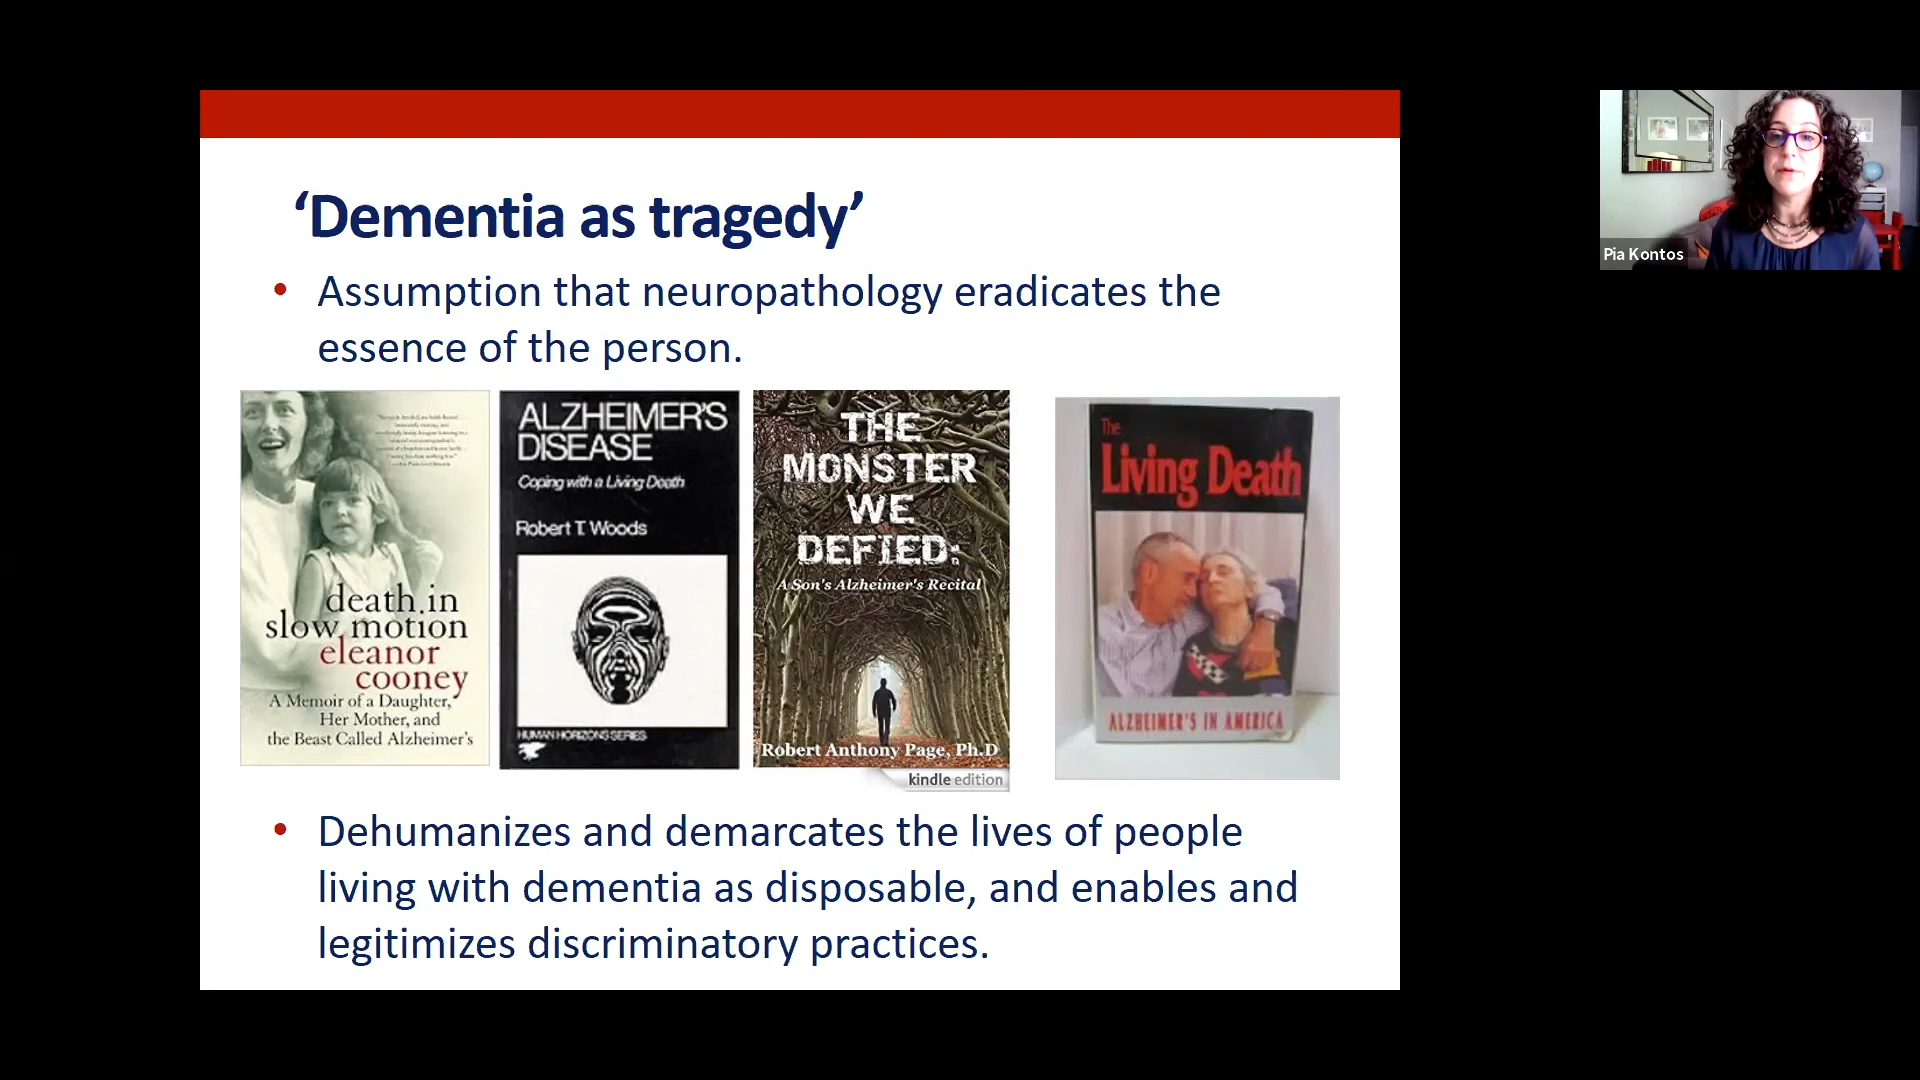 ‘Dementia as tragedy’
• Assumption that neuropathology eradicates the
essence of the person.
death in
slow motion
eleanor
cooney
A Memoir of a Daughter,
Her Mother, and
the Beast Called Alzheimer's
ALZHEIMER'S
DISEASE
Coping with a Living Death
Robert T. Woods
HUMAN HORIZONS SERIES
THE
MONSTER
WE
DEFIED:
A Son's Alzheimer's Recital
Robert Anthony Page, Ph.D
kindle edition
The
Living Death
ALZHEIMER'S IN AMERICA
• Dehumanizes and demarcates the lives of people
living with dementia as disposable, and enables and
legitimizes discriminatory practices.
Pia Kontos